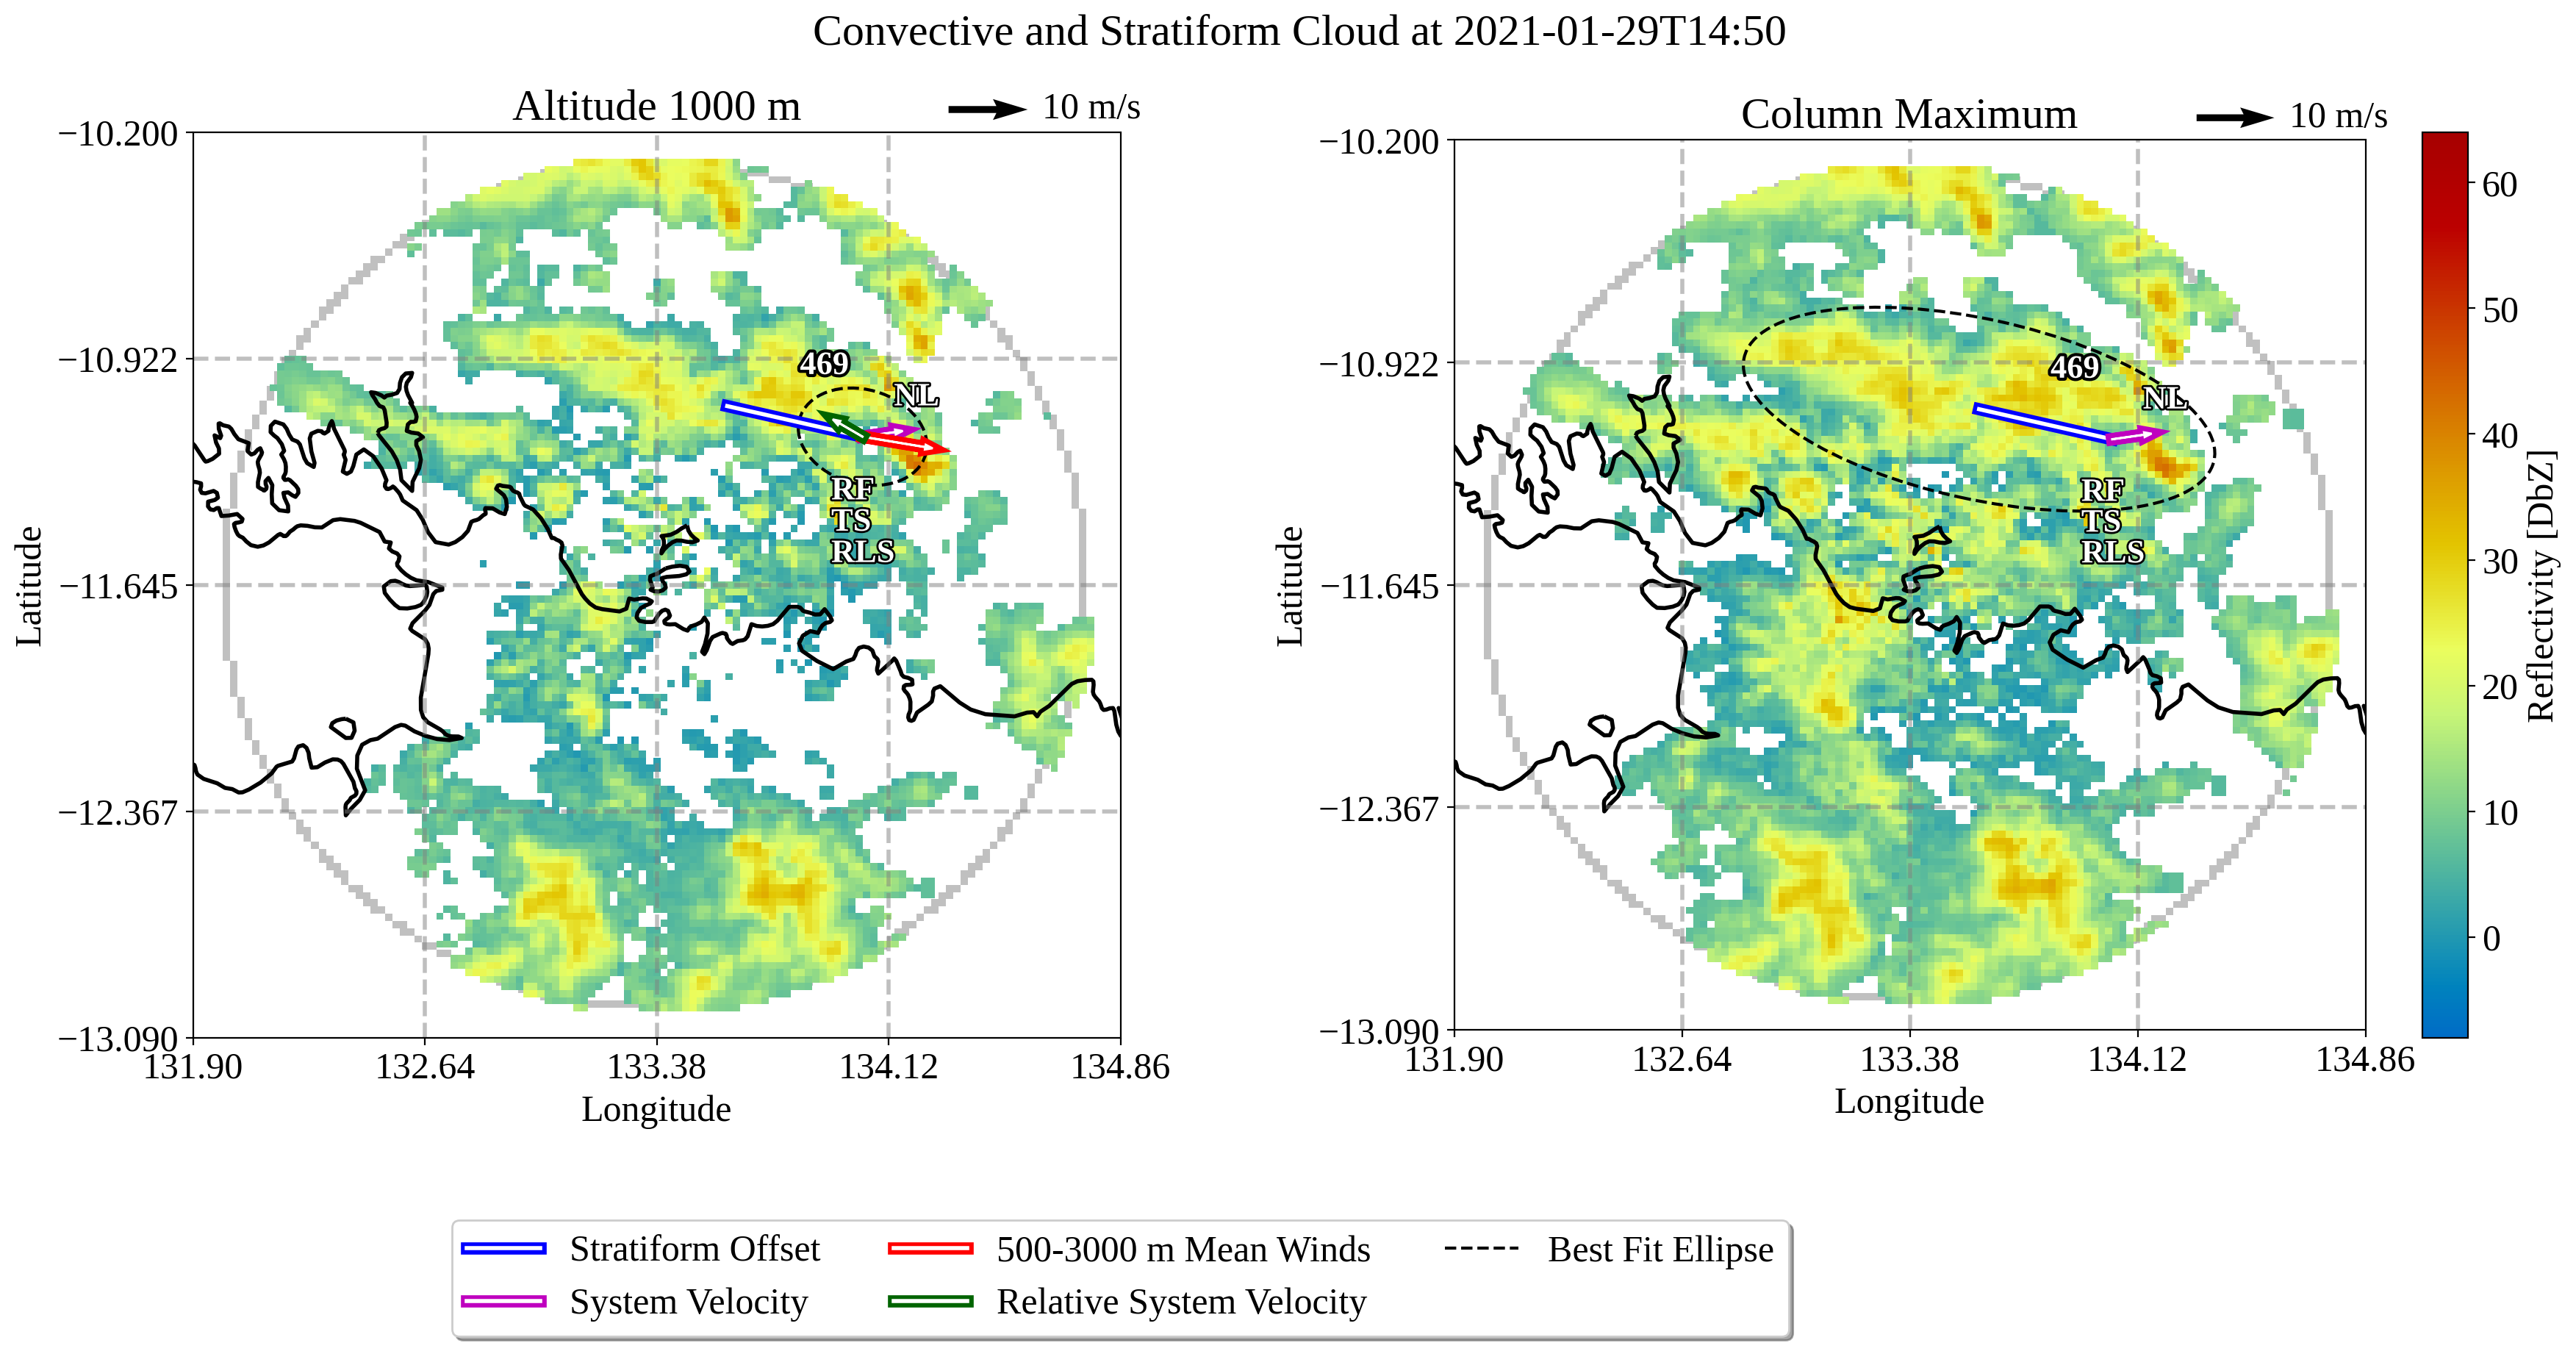 Convective and Stratiform Cloud at 2021-01-29T14:50
Altitude 1000 m
10 m/s
−10.200
−10.922
−11.645
−12.367
−13.090
Latitude
131.90
132.64
133.38
134.12
134.86
Longitude
469
NL
RF
TS
RLS
Column Maximum
10 m/s
−10.200
−10.922
−11.645
−12.367
−13.090
Latitude
131.90
132.64
133.38
134.12
134.86
Longitude
469
NL
RF
TS
RLS
60
50
40
30
20
10
0
Reflectivity [DbZ]
Stratiform Offset
System Velocity
500-3000 m Mean Winds
Relative System Velocity
Best Fit Ellipse